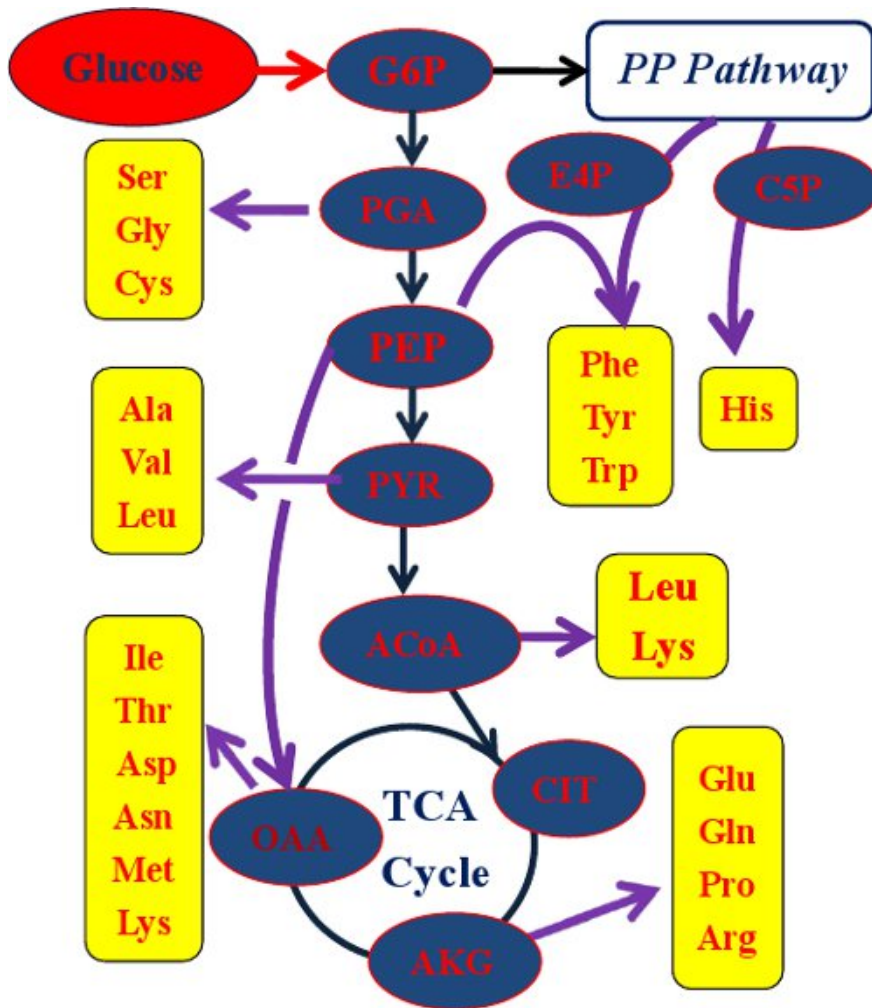 Glucose
G6P
PP Pathway
E4P
C5P
Ser
Gly
Cys
PGA
PEP
Phe
Tyr
Trp
His
Ala
Val
Leu
PYR
Leu
Lys
ACoA
Ile
Thr
Asp
Asn
Met
Lys
OAA
TCA
Cycle
CIT
AKG
Glu
Gln
Pro
Arg